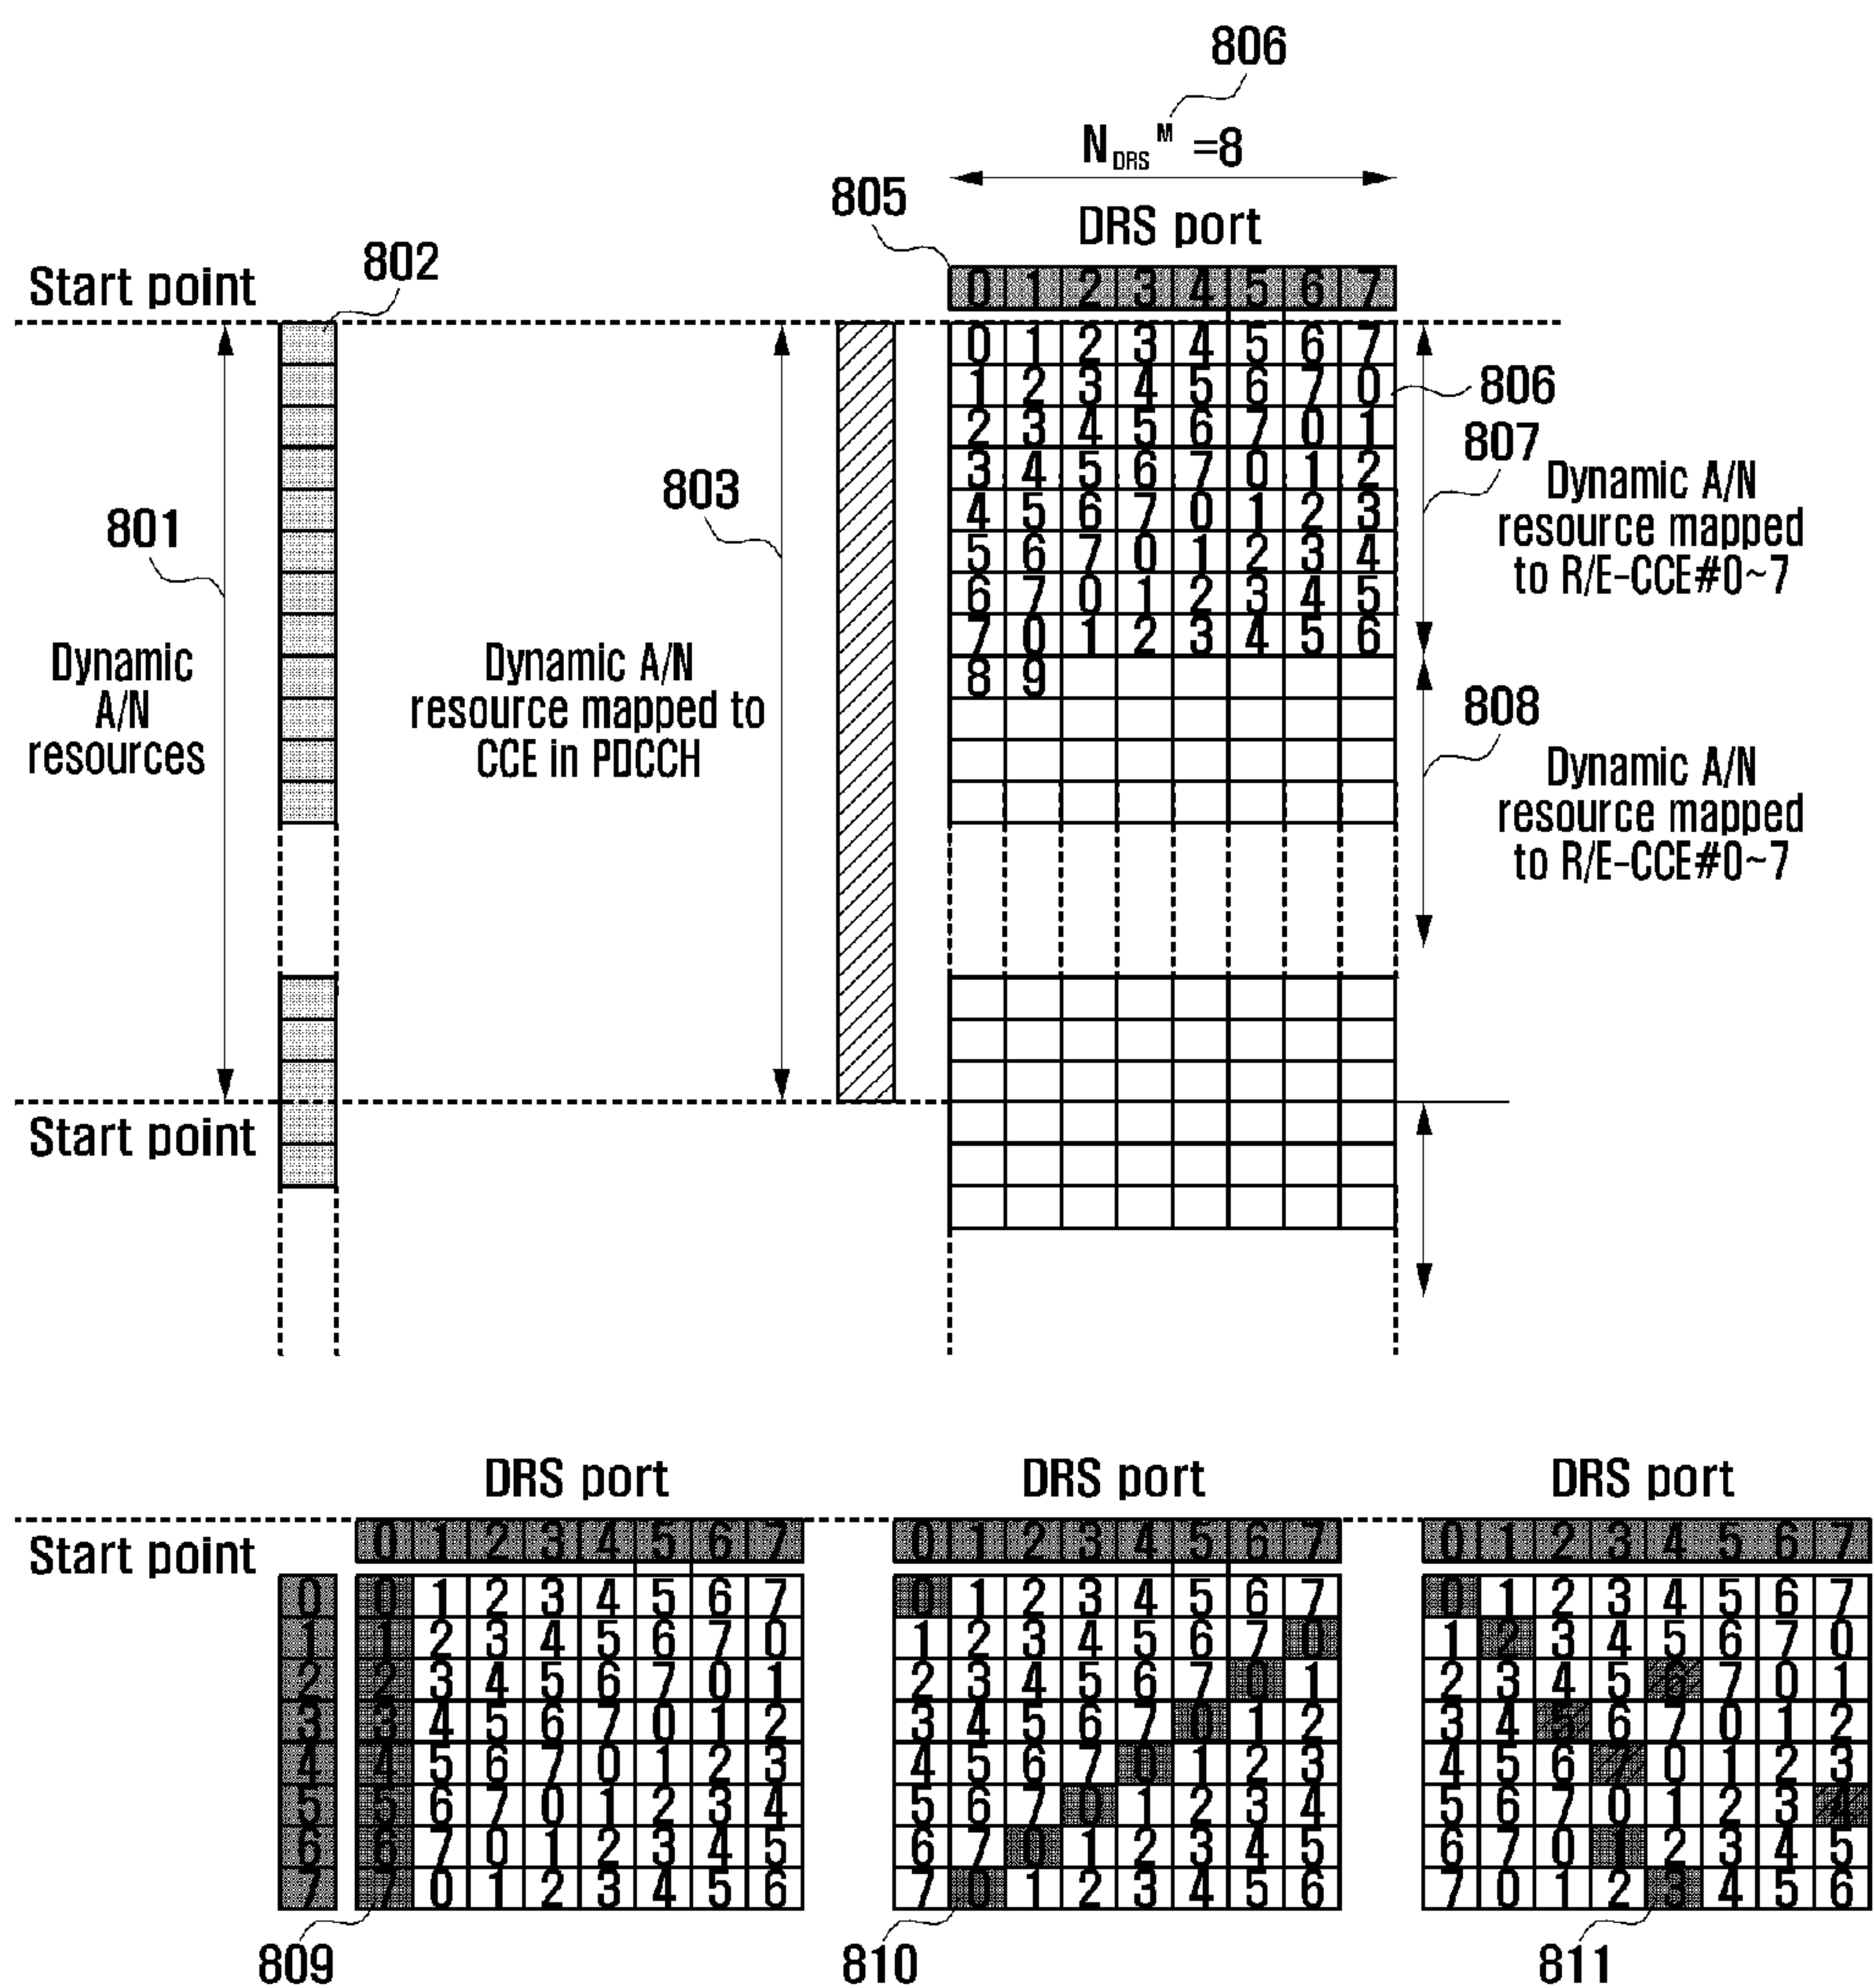 806
N_DRS^M =8
805
DRS port
802
Start point
0 1 2 3 4 5 6 7
0 1 2 3 4 5 6 7
1 2 3 4 5 6 7 0
806
2 3 4 5 6 7 0 1
807
3 4 5 6 7 0 1 2
803
Dynamic A/N
resource mapped
to R/E-CCE#0~7
4 5 6 7 0 1 2 3
801
5 6 7 0 1 2 3 4
6 7 0 1 2 3 4 5
7 0 1 2 3 4 5 6
Dynamic
A/N
resources
Dynamic A/N
resource mapped to
CCE in PDCCH
8 9
808
Dynamic A/N
resource mapped
to R/E-CCE#0~7
Start point
DRS port
DRS port
DRS port
Start point
0 1 2 3 4 5 6 7
0 0 1 2 3 4 5 6 7
1 1 2 3 4 5 6 7 0
2 2 3 4 5 6 7 0 1
3 3 4 5 6 7 0 1 2
4 4 5 6 7 0 1 2 3
5 5 6 7 0 1 2 3 4
6 6 7 0 1 2 3 4 5
7 7 0 1 2 3 4 5 6
809
0 1 2 3 4 5 6 7
0 1 2 3 4 5 6 7
1 2 3 4 5 6 7 0
2 3 4 5 6 7 0 1
3 4 5 6 7 0 1 2
4 5 6 7 0 1 2 3
5 6 7 0 1 2 3 4
6 7 0 1 2 3 4 5
7 0 1 2 3 4 5 6
810
0 1 2 3 4 5 6 7
0 1 2 3 4 5 6 7
1 2 3 4 5 6 7 0
2 3 4 5 6 7 0 1
3 4 5 6 7 0 1 2
4 5 6 7 0 1 2 3
5 6 7 0 1 2 3 4
6 7 0 1 2 3 4 5
7 0 1 2 3 4 5 6
811